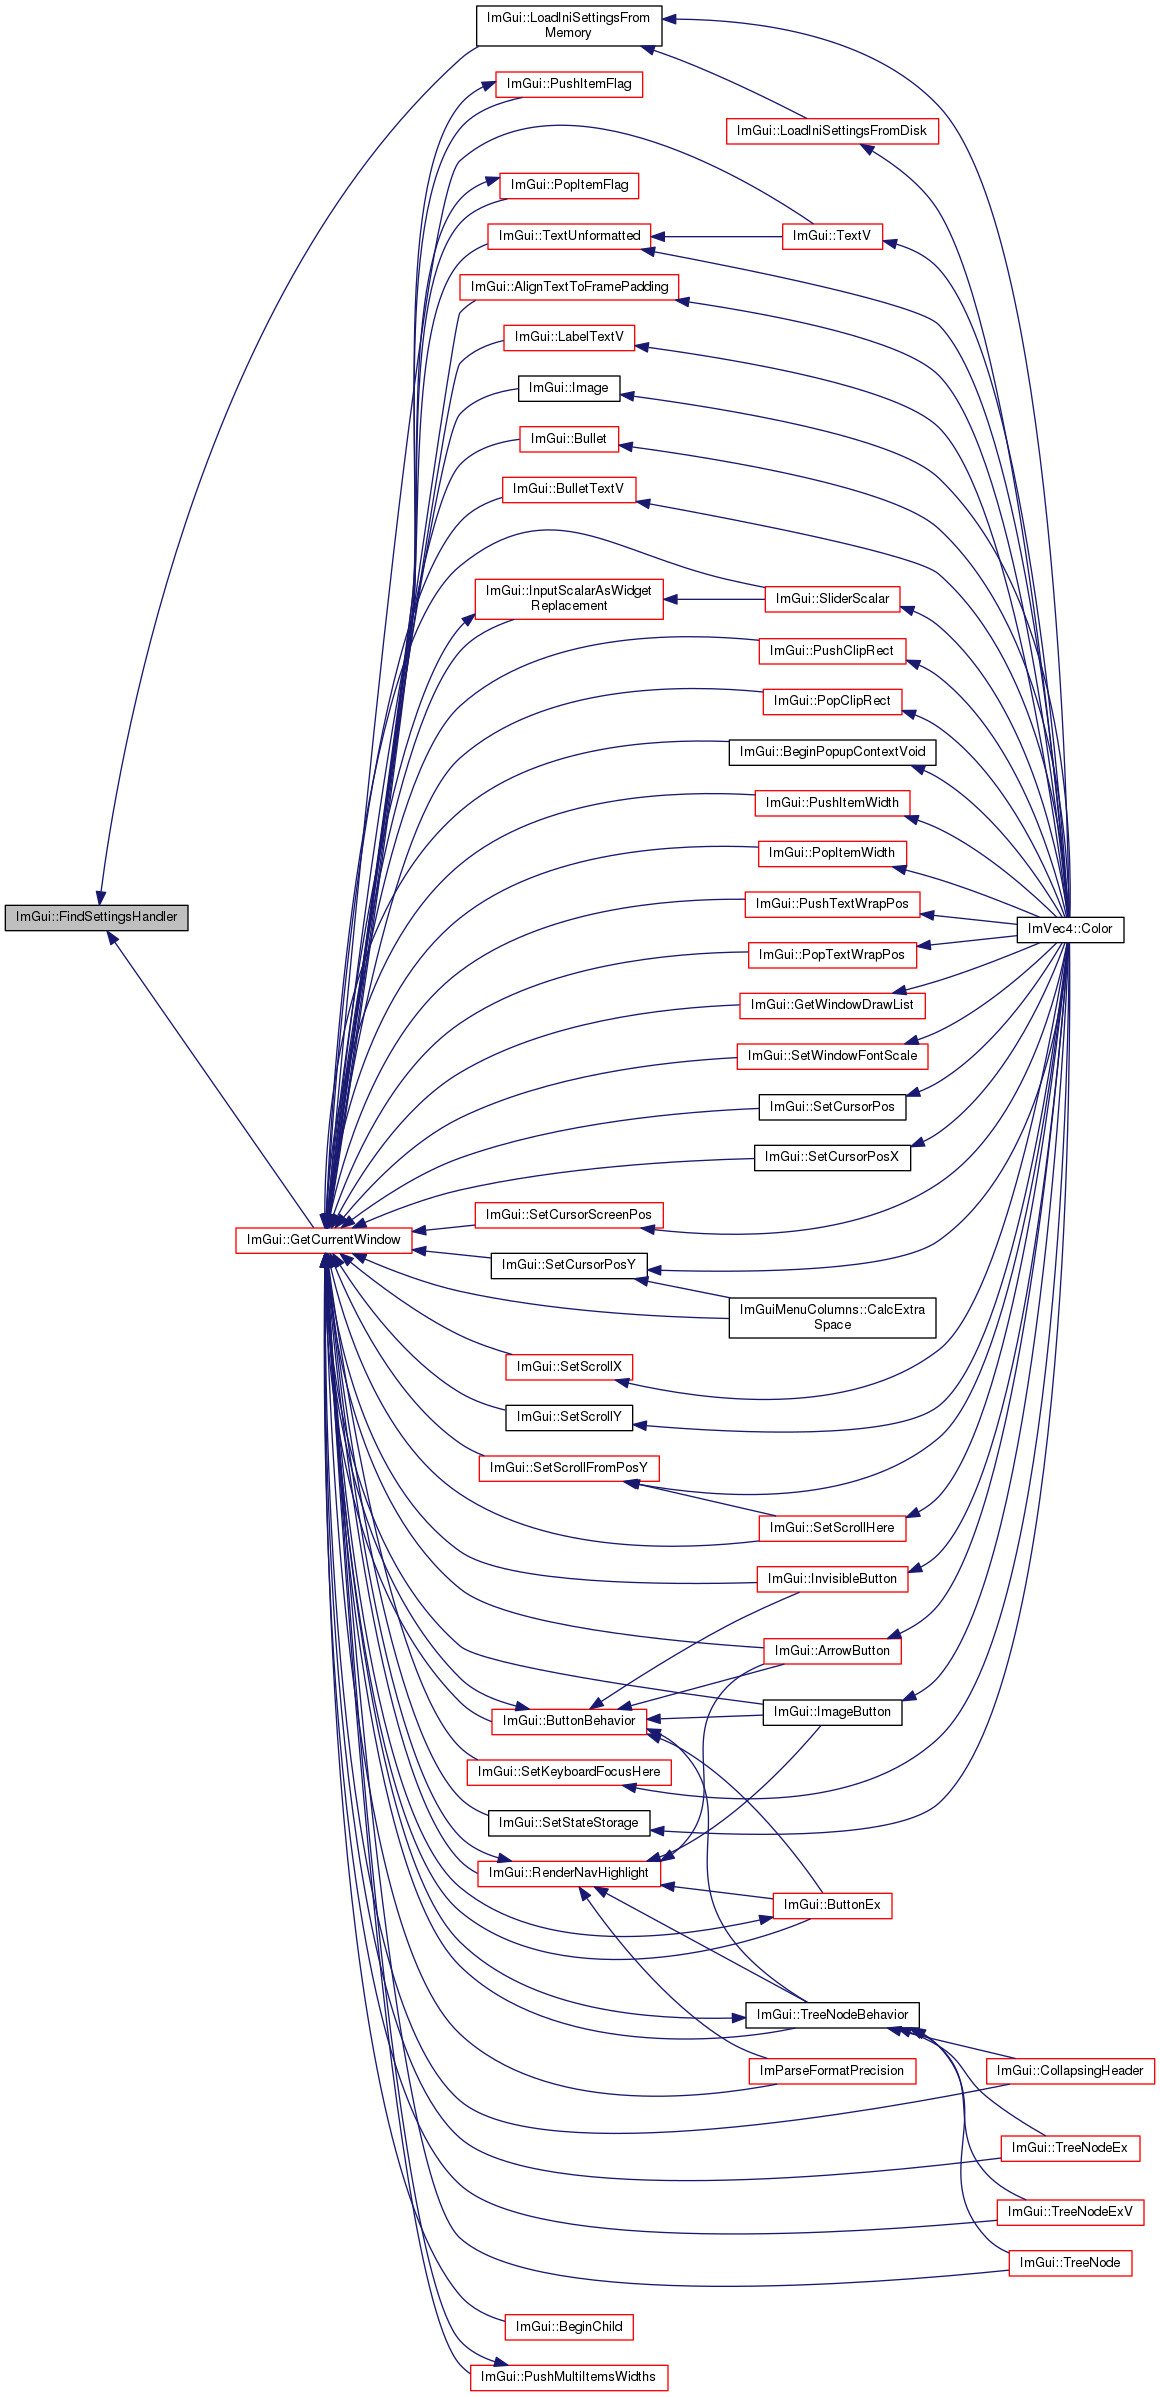 ImGui::LoadIniSettingsFrom
Memory
ImGui::PushItemFlag
ImGui::LoadIniSettingsFromDisk
ImGui::PopItemFlag
ImGui::TextUnformatted
ImGui::TextV
ImGui::AlignTextToFramePadding
ImGui::LabelTextV
ImGui::Image
ImGui::Bullet
ImGui::BulletTextV
ImGui::InputScalarAsWidget
Replacement
ImGui::SliderScalar
ImGui::PushClipRect
ImGui::PopClipRect
ImGui::BeginPopupContextVoid
ImGui::PushItemWidth
ImGui::PopItemWidth
ImGui::PushTextWrapPos
ImGui::FindSettingsHandler
ImVec4::Color
ImGui::PopTextWrapPos
ImGui::GetWindowDrawList
ImGui::SetWindowFontScale
ImGui::SetCursorPos
ImGui::SetCursorPosX
ImGui::SetCursorScreenPos
ImGui::GetCurrentWindow
ImGui::SetCursorPosY
ImGuiMenuColumns::CalcExtra
Space
ImGui::SetScrollX
ImGui::SetScrollY
ImGui::SetScrollFromPosY
ImGui::SetScrollHere
ImGui::InvisibleButton
ImGui::ArrowButton
ImGui::ImageButton
ImGui::ButtonBehavior
ImGui::SetKeyboardFocusHere
ImGui::SetStateStorage
ImGui::RenderNavHighlight
ImGui::ButtonEx
ImGui::TreeNodeBehavior
ImParseFormatPrecision
ImGui::CollapsingHeader
ImGui::TreeNodeEx
ImGui::TreeNodeExV
ImGui::TreeNode
ImGui::BeginChild
ImGui::PushMultiItemsWidths